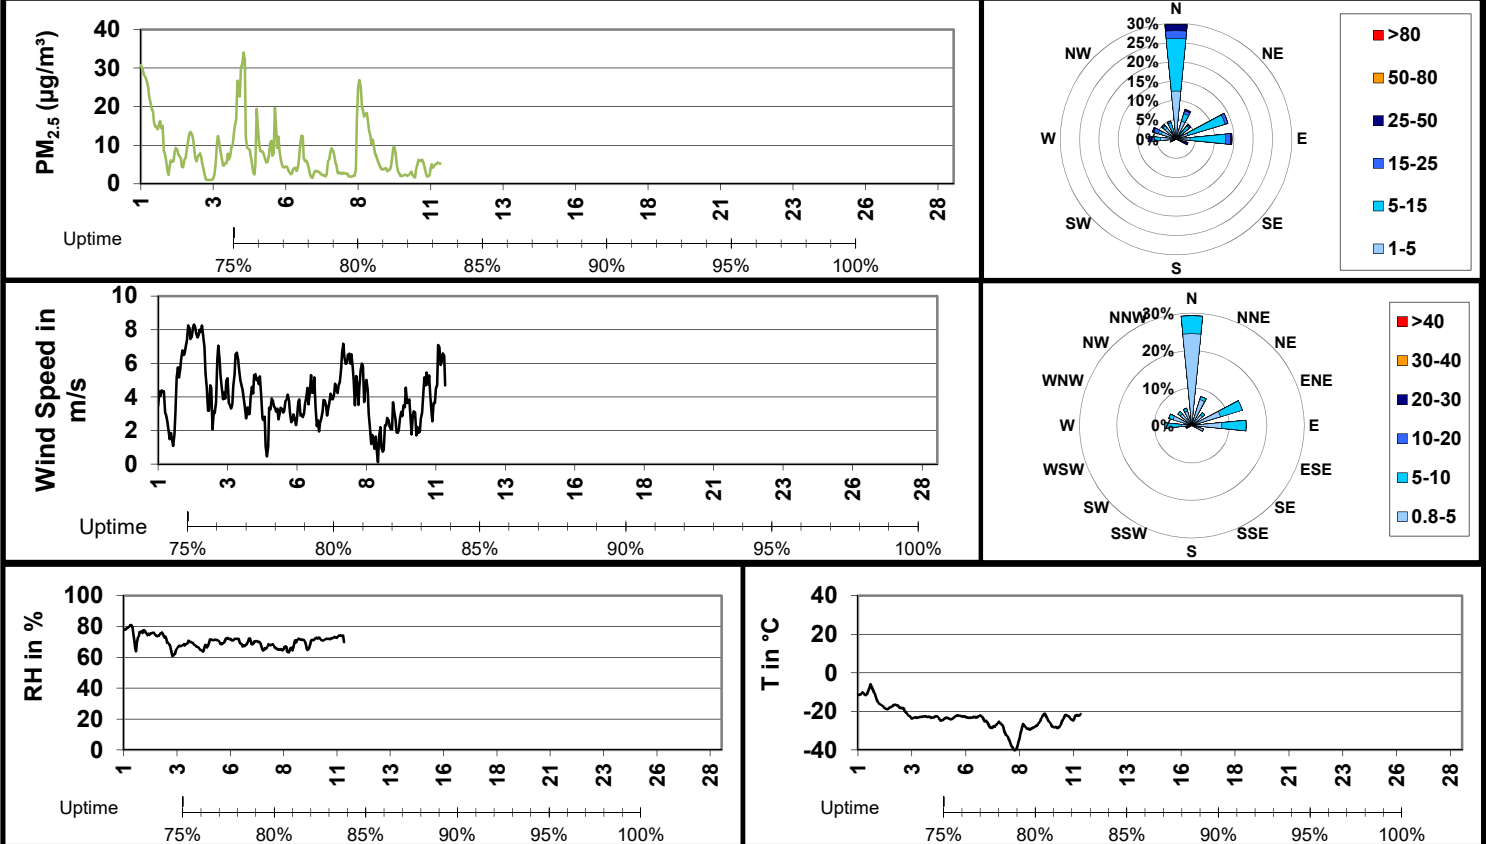 PM2.5 (µg/m³)
40
30
20
10
0
1 3 6 8 11 13 16 18 21 23 26 28
Uptime
75% 80% 85% 90% 95% 100%
N
NE
E
SE
S
SW
W
NW
30%
25%
20%
15%
10%
5%
0%
>80
50-80
25-50
15-25
5-15
1-5
Wind Speed in
m/s
10
8
6
4
2
0
1 3 6 8 11 13 16 18 21 23 26 28
Uptime
75% 80% 85% 90% 95% 100%
N
NNE
NE
ENE
E
ESE
SE
SSE
S
SSW
SW
WSW
W
WNW
NW
NNW
30%
20%
10%
0%
>40
30-40
20-30
10-20
5-10
0.8-5
RH in %
100
80
60
40
20
0
1 3 6 8 11 13 16 18 21 23 26 28
Uptime
75% 80% 85% 90% 95% 100%
T in °C
40
20
0
-20
-40
1 3 6 8 11 13 16 18 21 23 26 28
Uptime
75% 80% 85% 90% 95% 100%